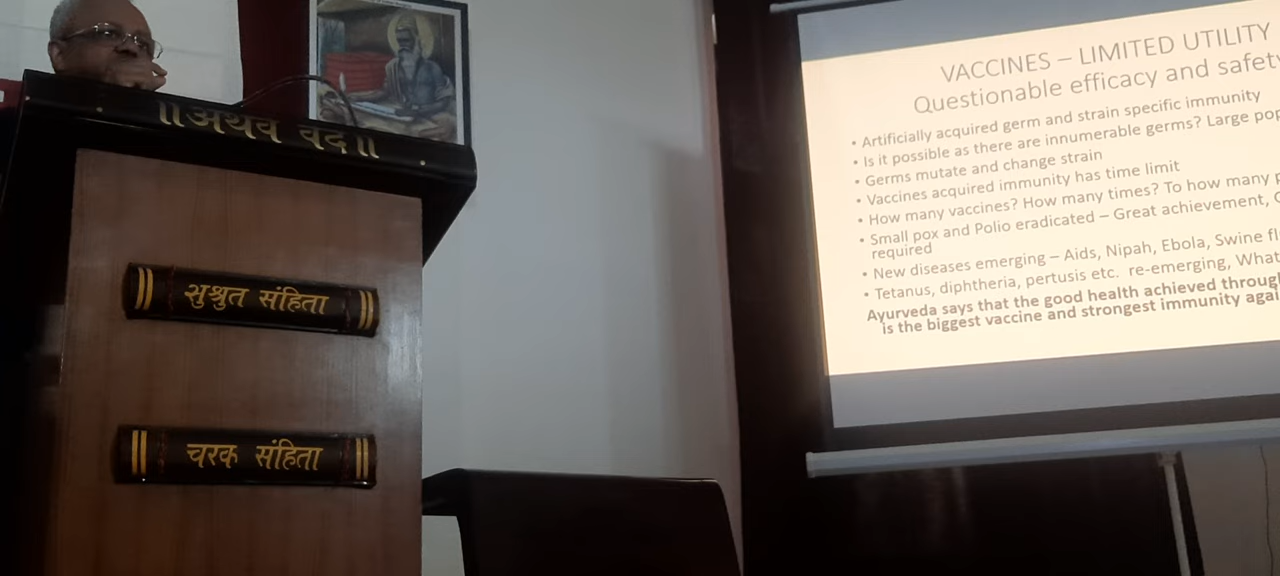 ॥अथर्व वेद॥
सुश्रुत संहिता
चरक संहिता
VACCINES – LIMITED UTILITY
Questionable efficacy and safety
• Artificially acquired germ and strain specific immunity
• Is it possible as there are innumerable germs? Large
• Germs mutate and change strain
• Vaccines acquired immunity has time limit
• How many vaccines? How many times? To how many
• Small pox and Polio eradicated – Great achievement,
required
• New diseases emerging – Aids, Nipah, Ebola, Swine
• Tetanus, diphtheria, pertusis etc. re-emerging, What
Ayurveda says that the good health achieved through
is the biggest vaccine and strongest immunity